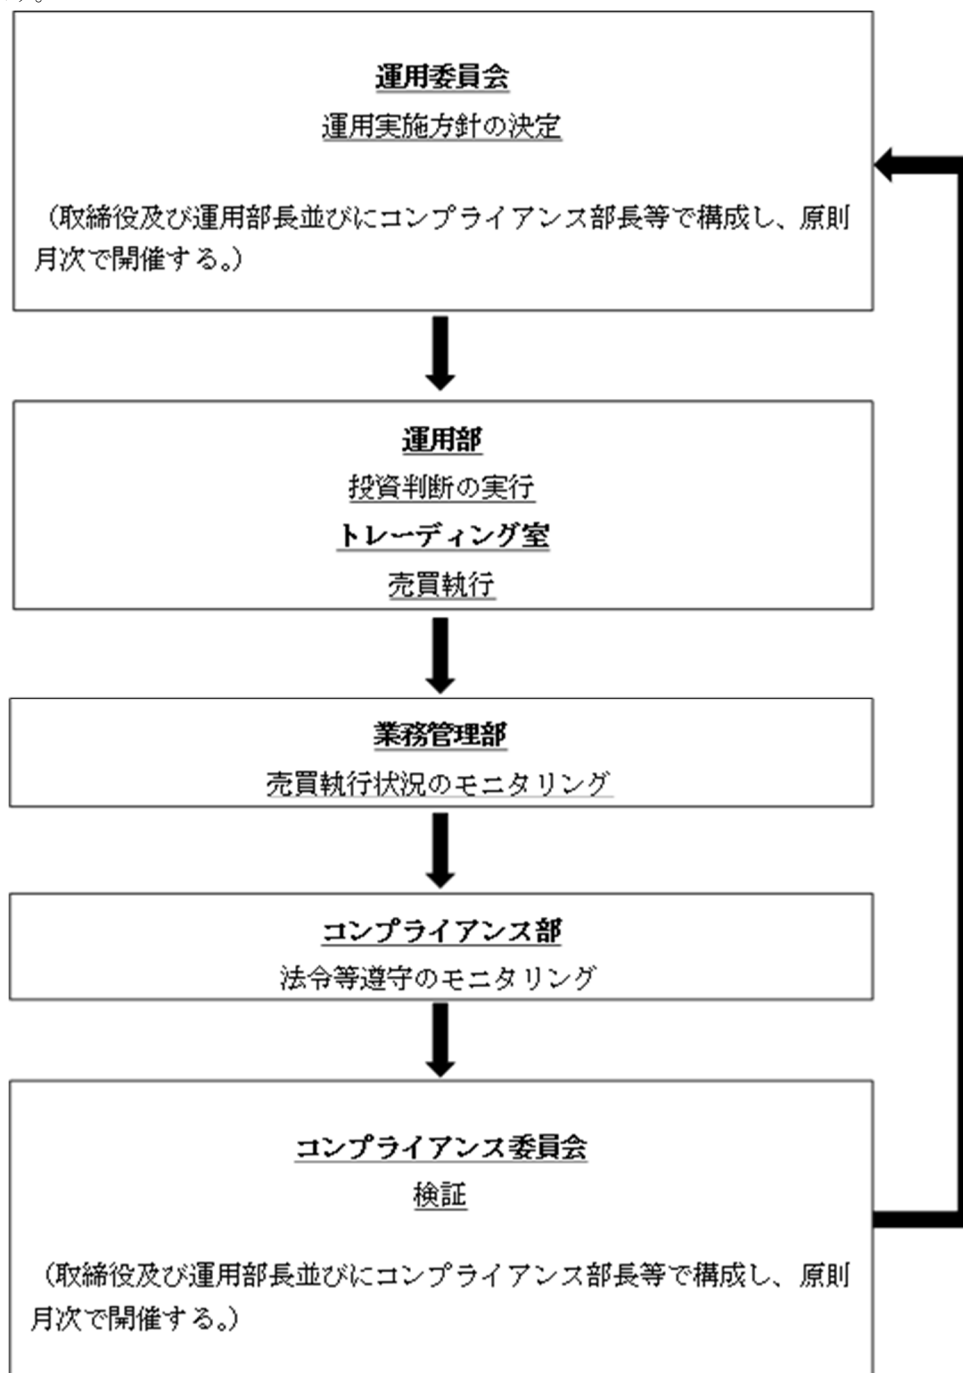 す。
運用委員会
運用実施方針の決定
（取締役及び運用部長並びにコンプライアンス部長等で構成し、原則
月次で開催する。）
運用部
投資判断の実行
トレーディング室
売買執行
業務管理部
売買執行状況のモニタリング
コンプライアンス部
法令等遵守のモニタリング
コンプライアンス委員会
検証
（取締役及び運用部長並びにコンプライアンス部長等で構成し、原則
月次で開催する。）